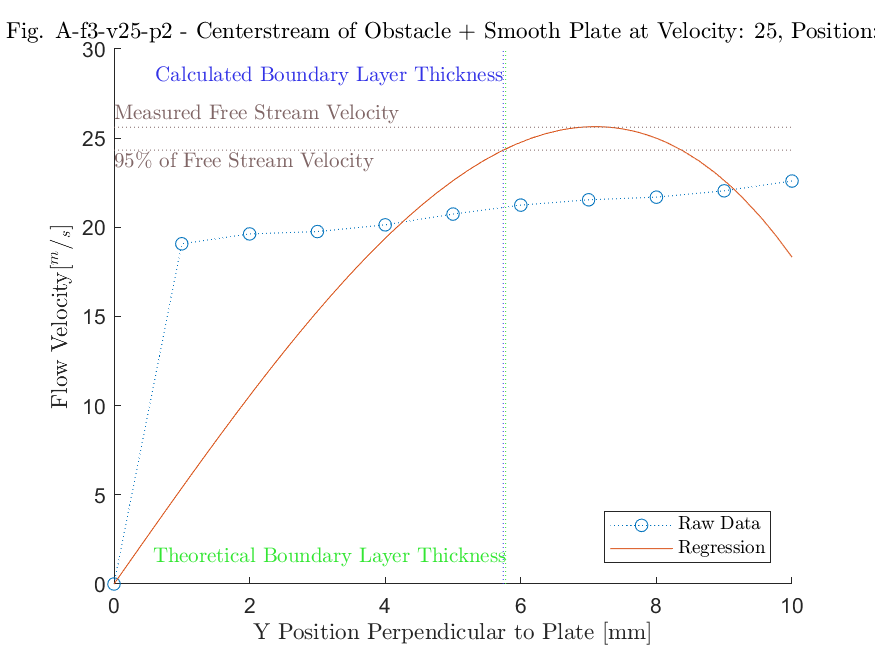 Fig. A-f3-v25-p2 - Centerstream of Obstacle + Smooth Plate at Velocity: 25, Position:
30
Calculated Boundary Layer Thickness
Measured Free Stream Velocity
25
95% of Free Stream Velocity
20
15
10
5
0
Flow Velocity[m/s]
Raw Data
Regression
Theoretical Boundary Layer Thickness
0 2 4 6 8 10
Y Position Perpendicular to Plate [mm]